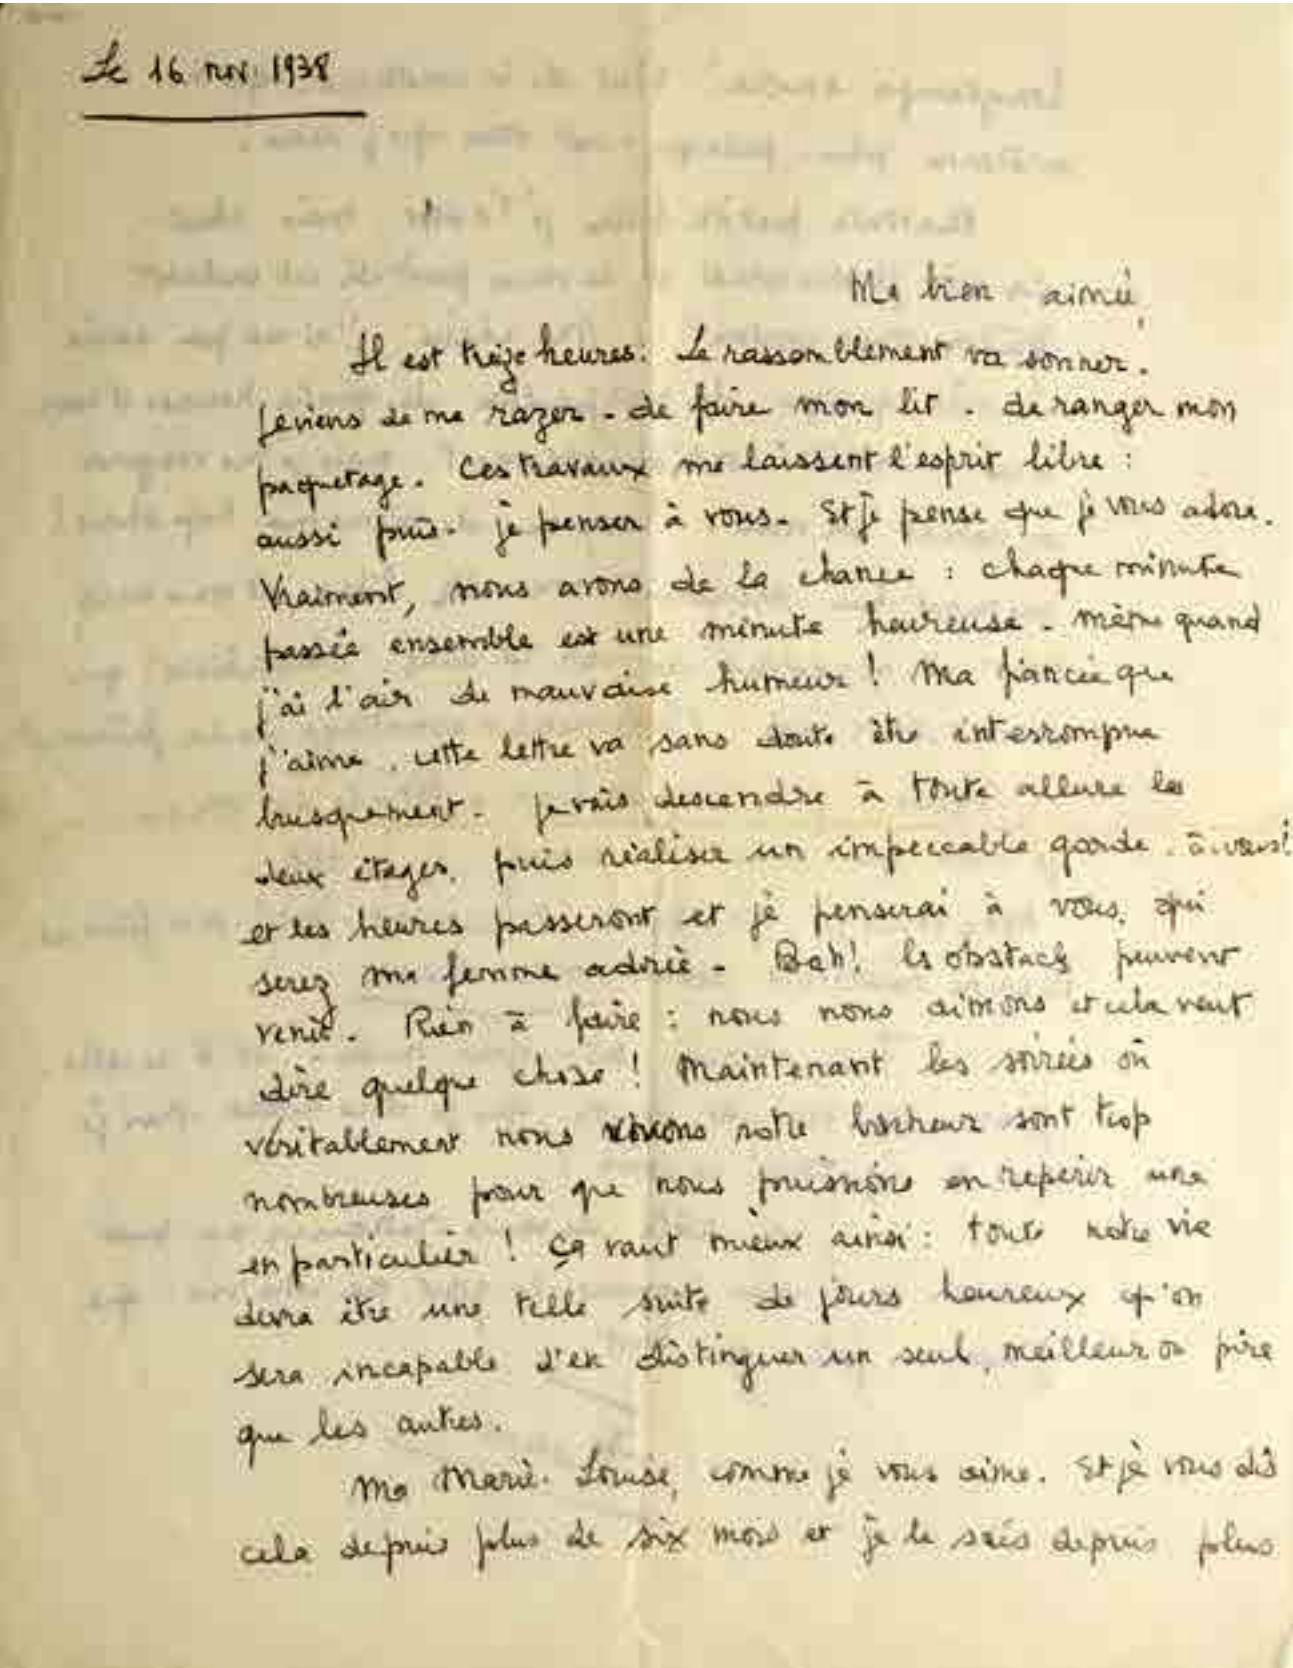 Le 16 nov. 1938
Ma bien aimée,
Il est treize heures. Le rassemblement va sonner.
Je viens de me razer - de faire mon lit - de ranger mon
paquetage. Ces travaux me laissent l'esprit libre :
aussi puis-je penser à vous. Et je pense que je vous adore.
Vraiment, nous avons de la chance : chaque minute
passée ensemble est une minute heureuse - même quand
j'ai l'air de mauvaise humeur ! Ma fiancée que
j'aime, cette lettre va sans doute être interrompue
brusquement. Je vais descendre à toute allure les
deux étages, puis réaliser un impeccable garde-à-vous!
et les heures passeront et je penserai à vous, qui
serez ma femme adorée - Bah! les obstacles peuvent
venir. Rien à faire : nous nous aimons et cela veut
dire quelque chose ! Maintenant les soirées où
véritablement nous vivons notre bonheur sont trop
nombreuses pour que nous puissions en repérer une
en particulier ! Ça vaut mieux ainsi : toute notre vie
devra être une telle suite de jours heureux qu'on
sera incapable d'en distinguer un seul, meilleur ou pire
que les autres.
Ma Marie-Louise, comme je vous aime. Et je vous dis
cela depuis plus de six mois et je le sais depuis plus